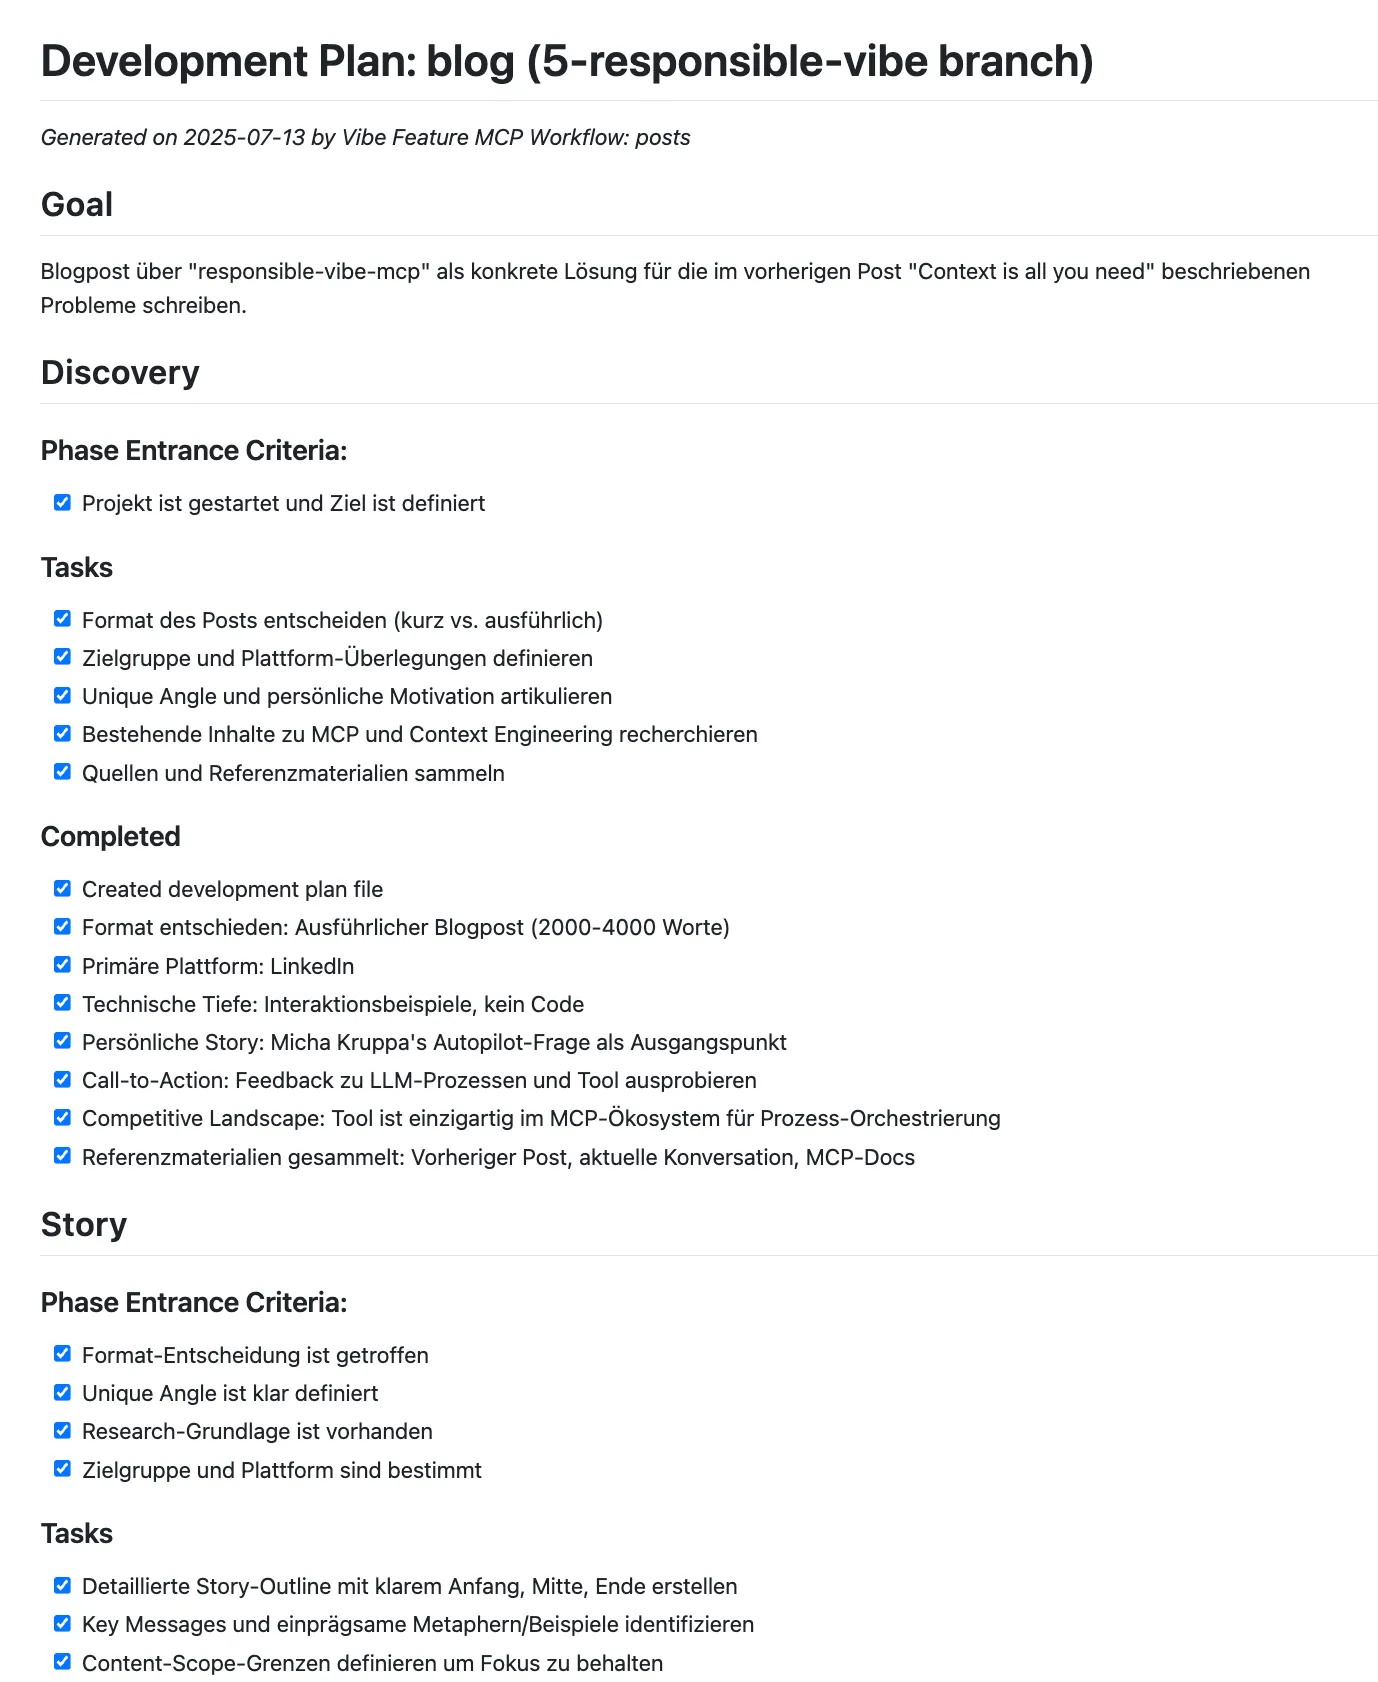 Development Plan: blog (5-responsible-vibe branch)
Generated on 2025-07-13 by Vibe Feature MCP Workflow: posts
Goal
Blogpost über "responsible-vibe-mcp" als konkrete Lösung für die im vorherigen Post "Context is all you need" beschriebenen
Probleme schreiben.
Discovery
Phase Entrance Criteria:
Projekt ist gestartet und Ziel ist definiert
Tasks
Format des Posts entscheiden (kurz vs. ausführlich)
Zielgruppe und Plattform-Überlegungen definieren
Unique Angle und persönliche Motivation artikulieren
Bestehende Inhalte zu MCP und Context Engineering recherchieren
Quellen und Referenzmaterialien sammeln
Completed
Created development plan file
Format entschieden: Ausführlicher Blogpost (2000-4000 Worte)
Primäre Plattform: LinkedIn
Technische Tiefe: Interaktionsbeispiele, kein Code
Persönliche Story: Micha Kruppa's Autopilot-Frage als Ausgangspunkt
Call-to-Action: Feedback zu LLM-Prozessen und Tool ausprobieren
Competitive Landscape: Tool ist einzigartig im MCP-Ökosystem für Prozess-Orchestrierung
Referenzmaterialien gesammelt: Vorheriger Post, aktuelle Konversation, MCP-Docs
Story
Phase Entrance Criteria:
Format-Entscheidung ist getroffen
Unique Angle ist klar definiert
Research-Grundlage ist vorhanden
Zielgruppe und Plattform sind bestimmt
Tasks
Detaillierte Story-Outline mit klarem Anfang, Mitte, Ende erstellen
Key Messages und einprägsame Metaphern/Beispiele identifizieren
Content-Scope-Grenzen definieren um Fokus zu behalten